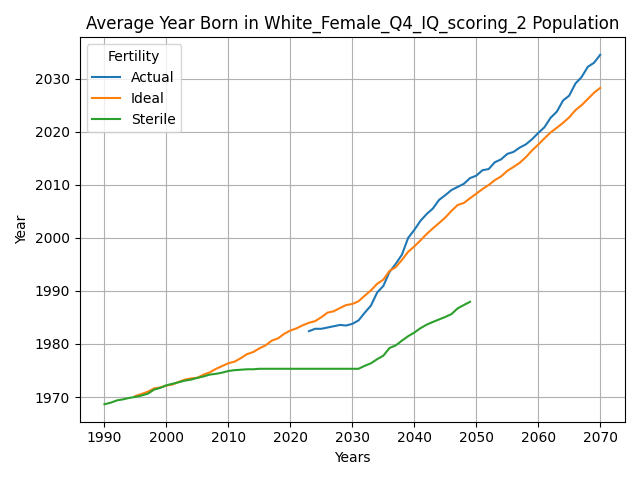 Average Year Born in White_Female_Q4_IQ_scoring_2 Population
Fertility
Actual
Ideal
Sterile
Year
2030
2020
2010
2000
1990
1980
1970
1990 2000 2010 2020 2030 2040 2050 2060 2070
Years